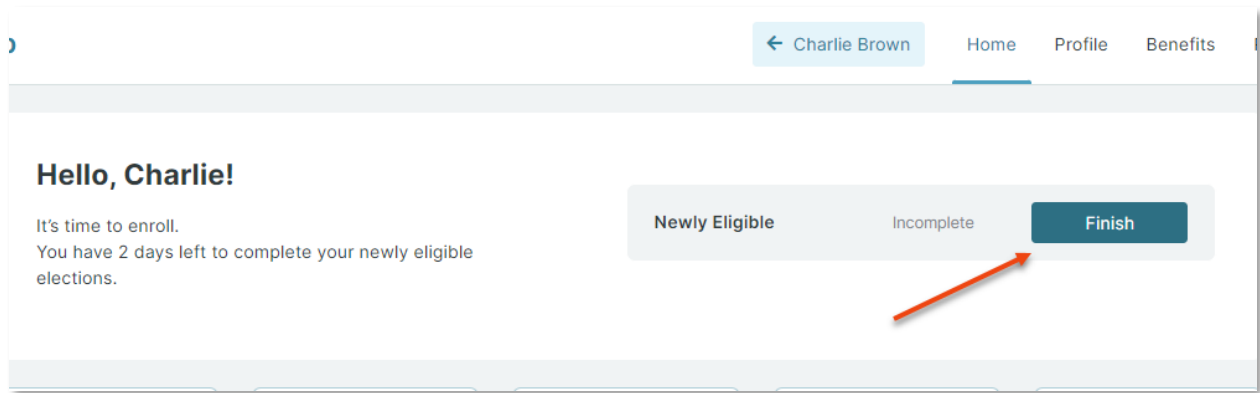 Charlie Brown Home Profile Benefits
Hello, Charlie!
It's time to enroll.
You have 2 days left to complete your newly eligible
elections.
Newly Eligible Incomplete Finish